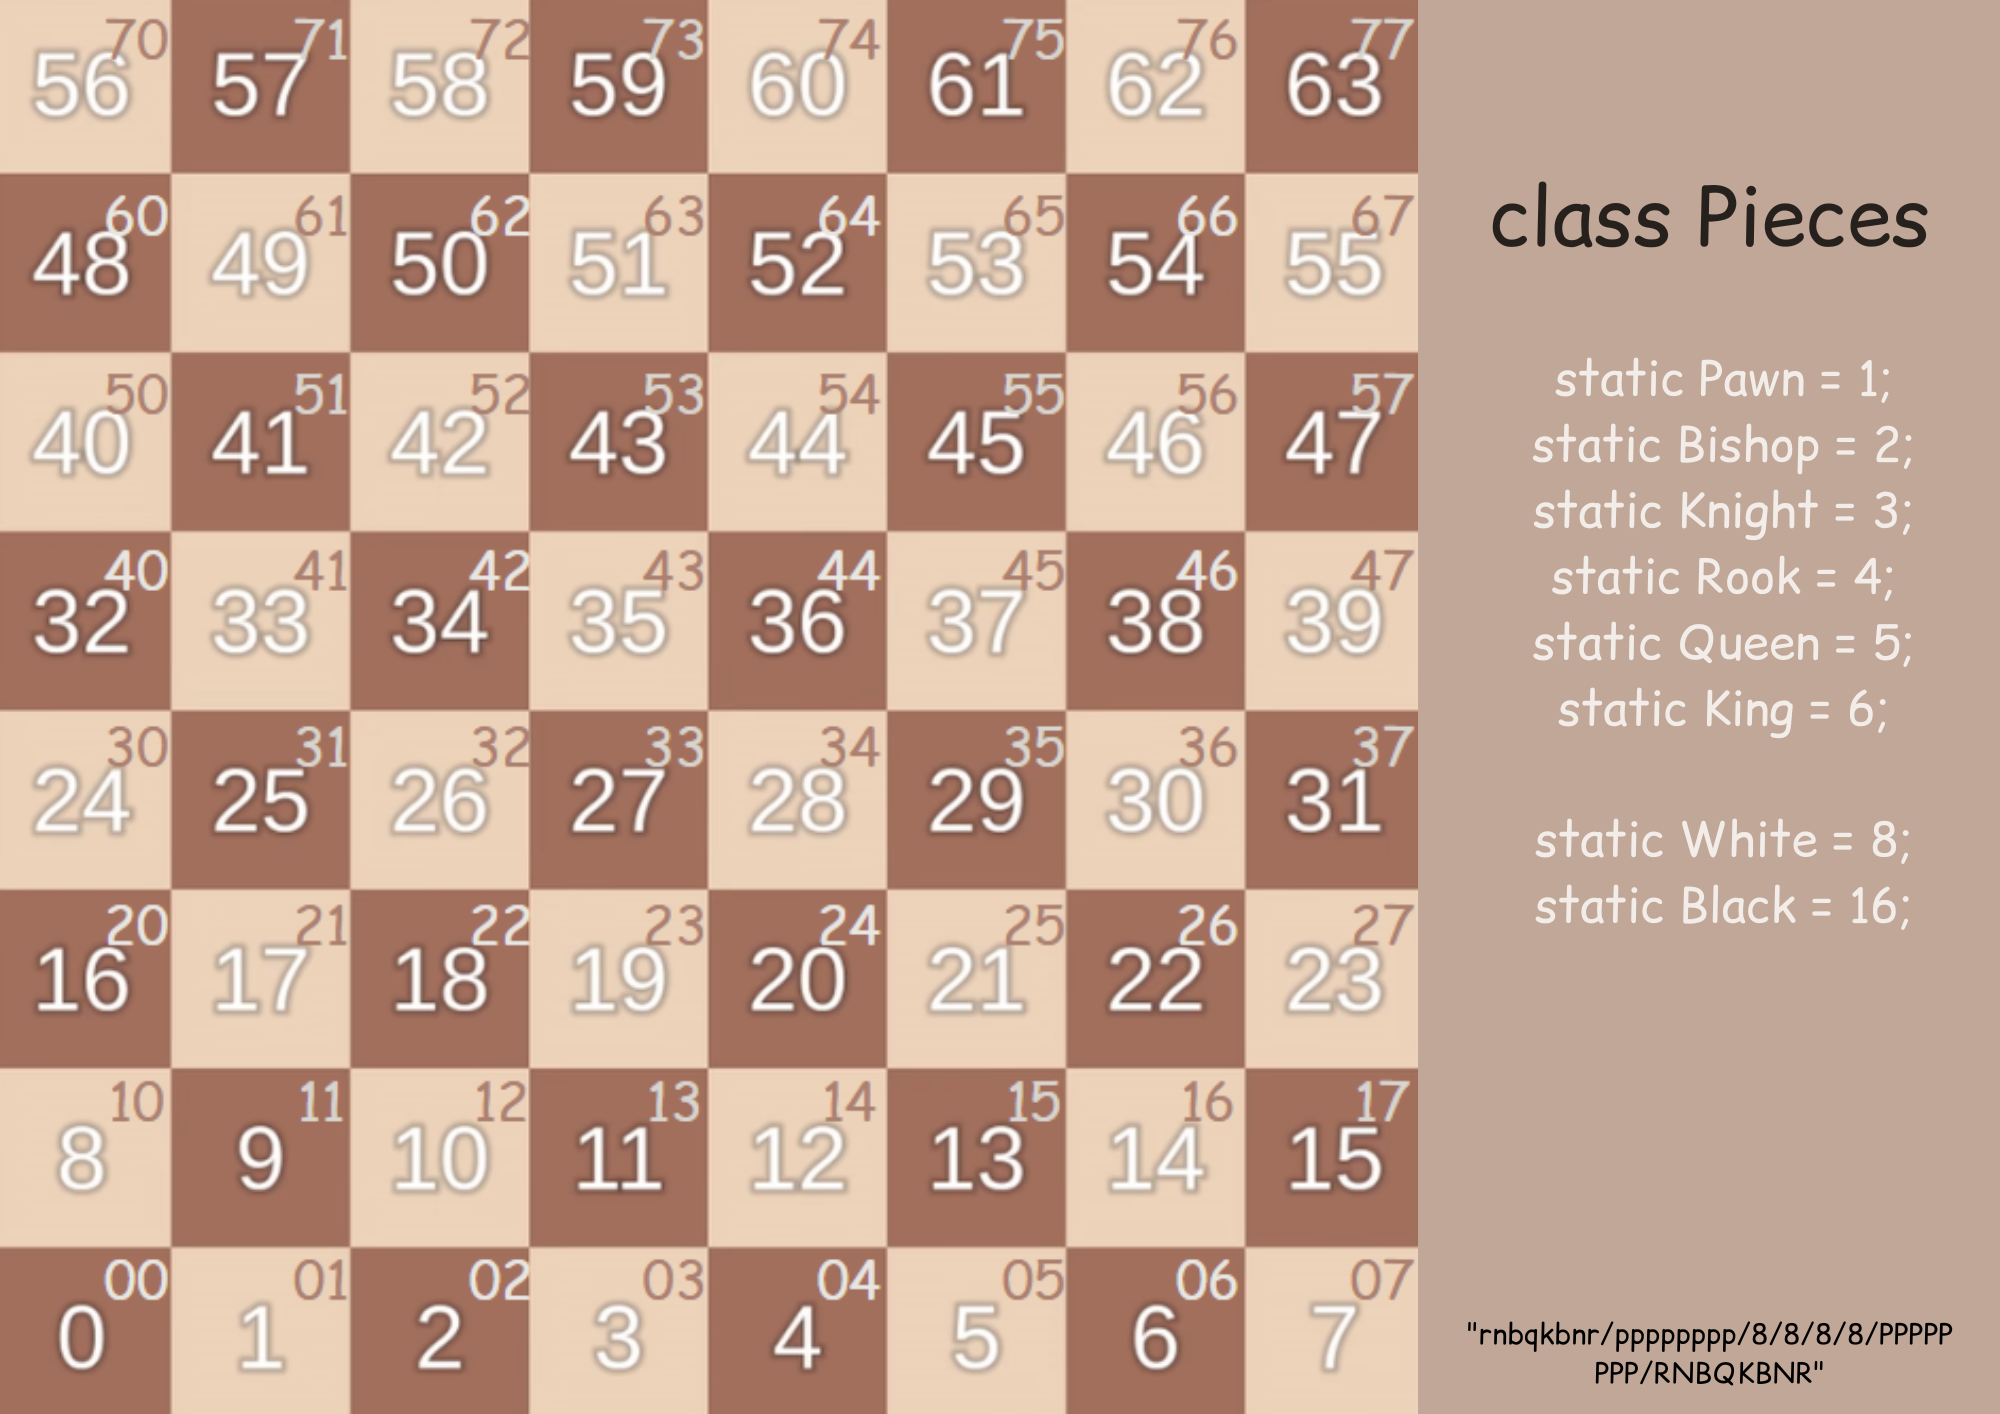 70 71 72 73 74 75 76 77
56 57 58 59 60 61 62 63
60 61 62 63 64 65 66 67
48 49 50 51 52 53 54 55
50 51 52 53 54 55 56 57
40 41 42 43 44 45 46 47
40 41 42 43 44 45 46 47
32 33 34 35 36 37 38 39
30 31 32 33 34 35 36 37
24 25 26 27 28 29 30 31
20 21 22 23 24 25 26 27
16 17 18 19 20 21 22 23
10 11 12 13 14 15 16 17
8 9 10 11 12 13 14 15
00 01 02 03 04 05 06 07
0 1 2 3 4 5 6 7
class Pieces
static Pawn = 1;
static Bishop = 2;
static Knight = 3;
static Rook = 4;
static Queen = 5;
static King = 6;
static White = 8;
static Black = 16;
"rnbqkbnr/pppppppp/8/8/8/8/PPPPP
PPP/RNBQKBNR"